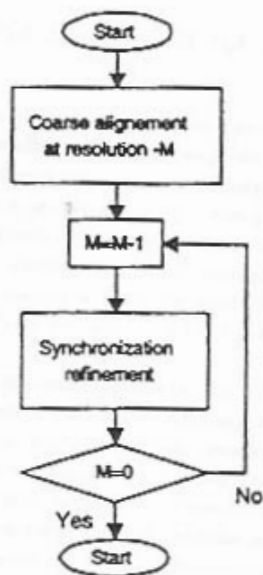 Start
Coarse alignement
at resolution -M
M=M-1
Synchronization
refinement
M=0
No
Yes
Start